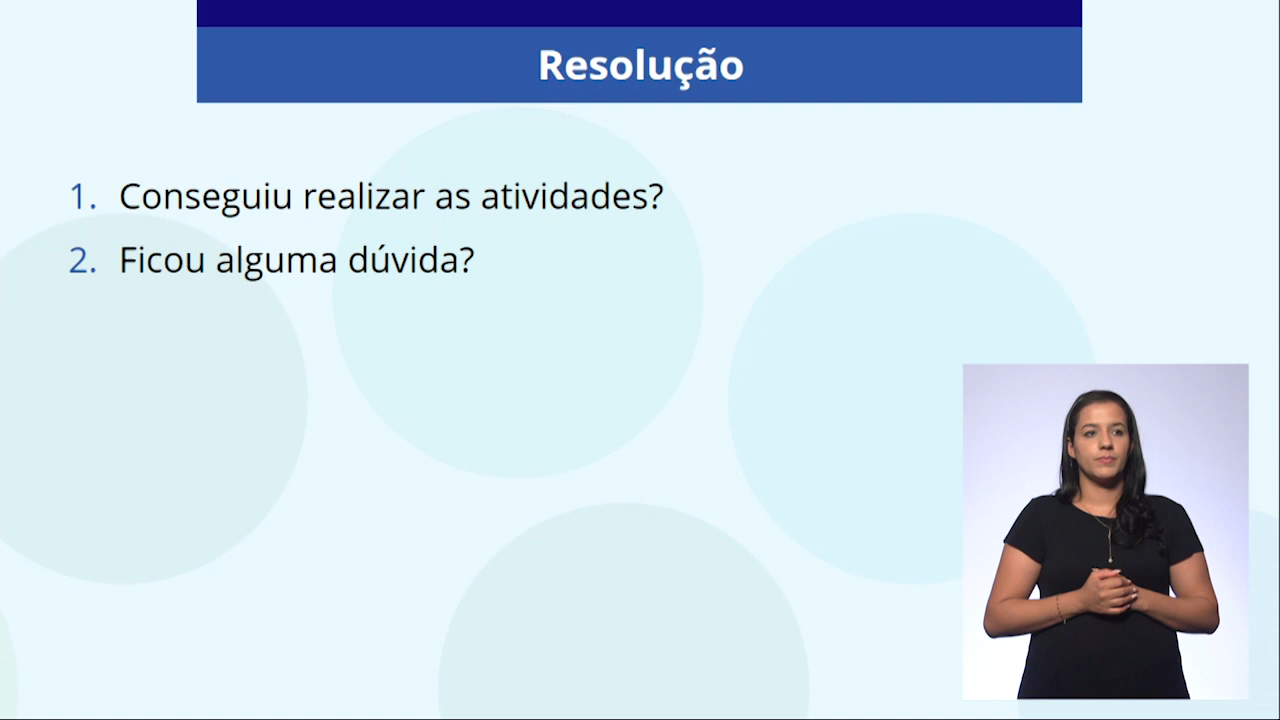 Resolução
1. Conseguiu realizar as atividades?
2. Ficou alguma dúvida?